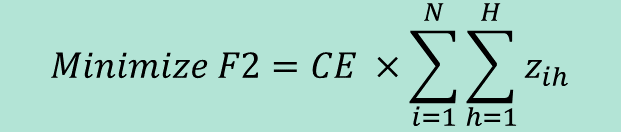 Minimize F2 = CE × ∑_{i=1}^{N} ∑_{h=1}^{H} z_{ih}